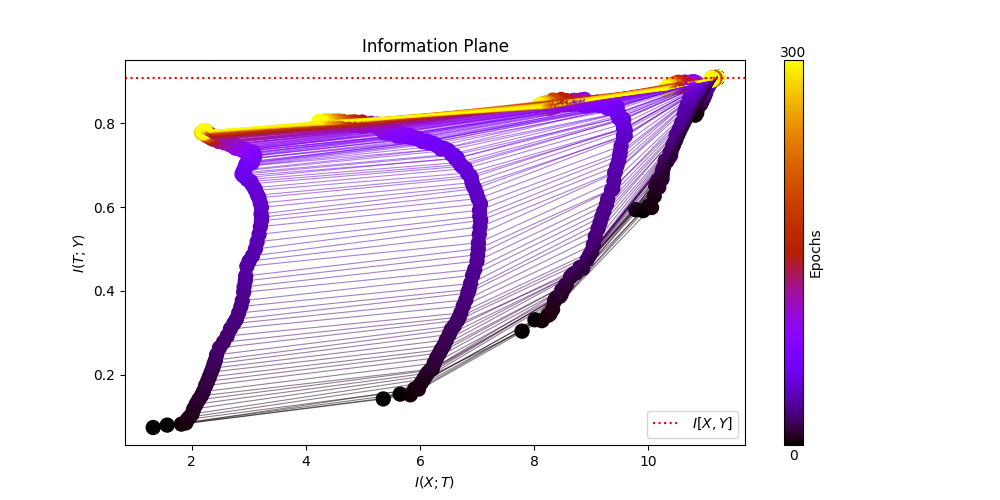 Information Plane
300
0.8
0.6
0.4
0.2
I(T; Y)
Epochs
I[X, Y]
2
4
6
8
10
0
I(X; T)